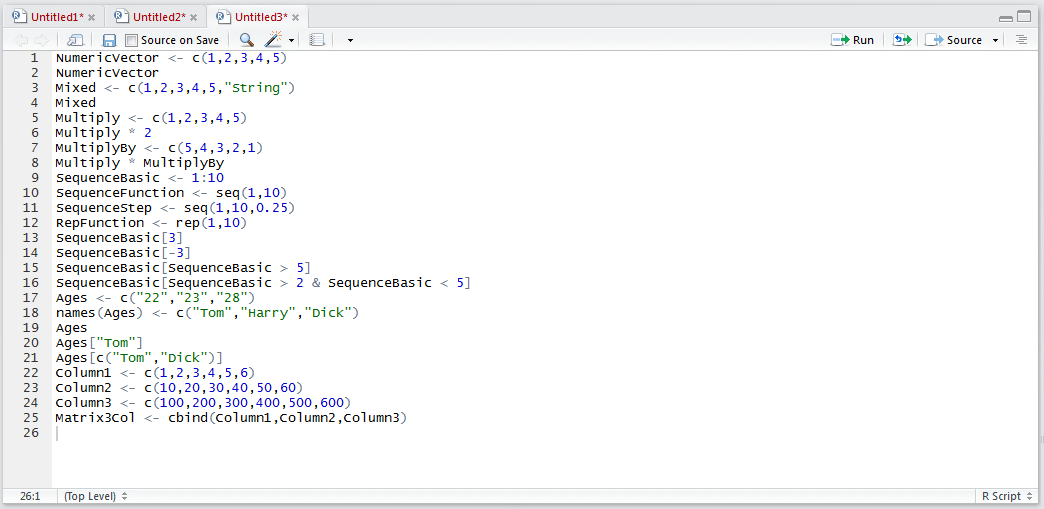 Untitled1* × Untitled2* × Untitled3* ×
Source on Save Run Source
1 NumericVector <- c(1,2,3,4,5)
2 NumericVector
3 Mixed <- c(1,2,3,4,5,"String")
4 Mixed
5 Multiply <- c(1,2,3,4,5)
6 Multiply * 2
7 MultiplyBy <- c(5,4,3,2,1)
8 Multiply * MultiplyBy
9 SequenceBasic <- 1:10
10 SequenceFunction <- seq(1,10)
11 SequenceStep <- seq(1,10,0.25)
12 RepFunction <- rep(1,10)
13 SequenceBasic[3]
14 SequenceBasic[-3]
15 SequenceBasic[SequenceBasic > 5]
16 SequenceBasic[SequenceBasic > 2 & SequenceBasic < 5]
17 Ages <- c("22","23","28")
18 names(Ages) <- c("Tom","Harry","Dick")
19 Ages
20 Ages["Tom"]
21 Ages[c("Tom","Dick")]
22 Column1 <- c(1,2,3,4,5,6)
23 Column2 <- c(10,20,30,40,50,60)
24 Column3 <- c(100,200,300,400,500,600)
25 Matrix3Col <- cbind(Column1,Column2,Column3)
26
26:1 (Top Level) R Script